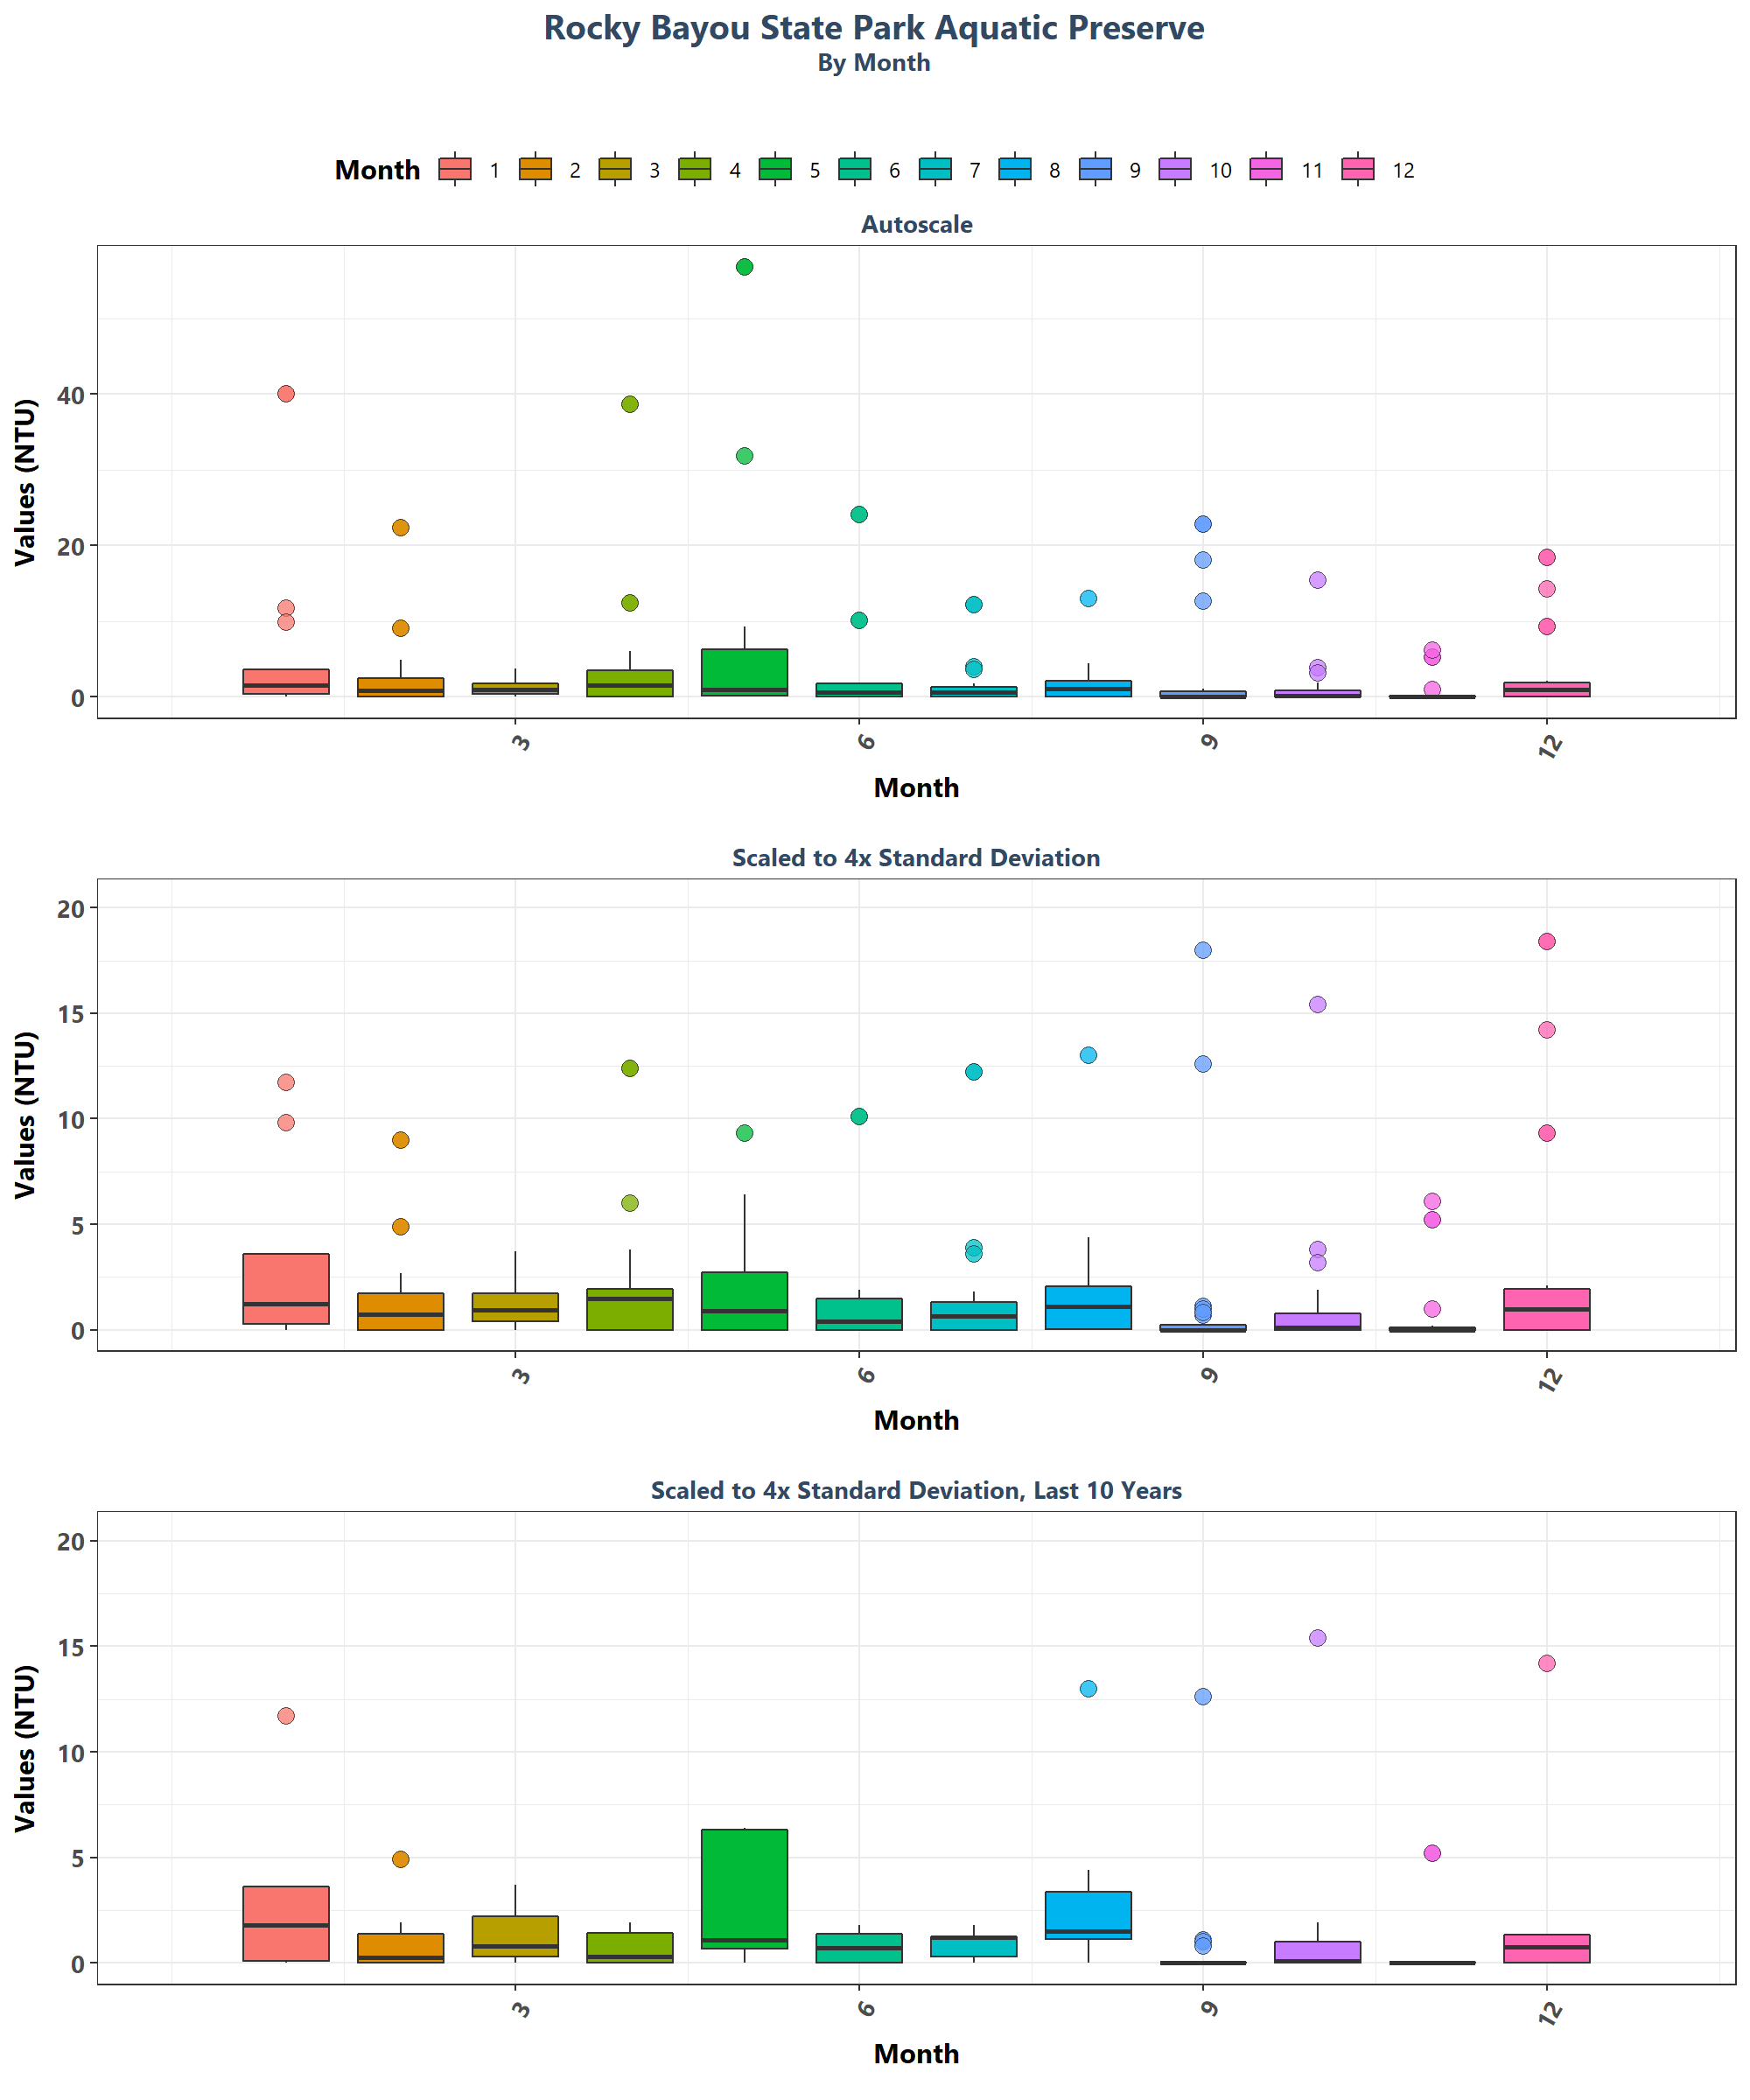 Rocky Bayou State Park Aquatic Preserve
By Month
Month 1 2 3 4 5 6 7 8 9 10 11 12
Autoscale
Values (NTU)
40
20
0
3 6 9 12
Month
Scaled to 4x Standard Deviation
Values (NTU)
20
15
10
5
0
3 6 9 12
Month
Scaled to 4x Standard Deviation, Last 10 Years
Values (NTU)
20
15
10
5
0
3 6 9 12
Month